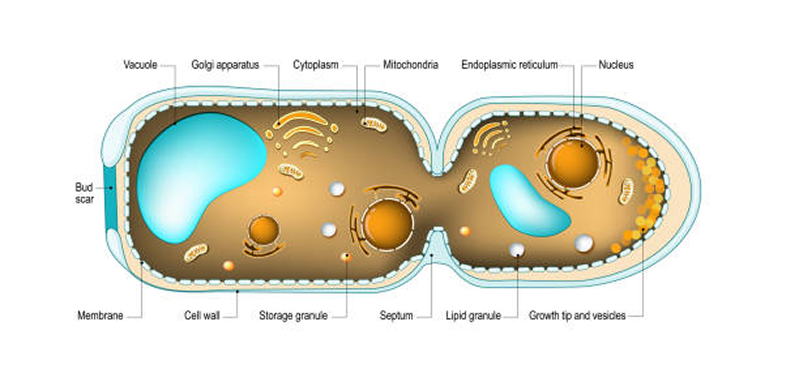 Vacuole
Golgi apparatus
Cytoplasm
Mitochondria
Endoplasmic reticulum
Nucleus
Bud
scar
Membrane
Cell wall
Storage granule
Septum
Lipid granule
Growth tip and vesicles